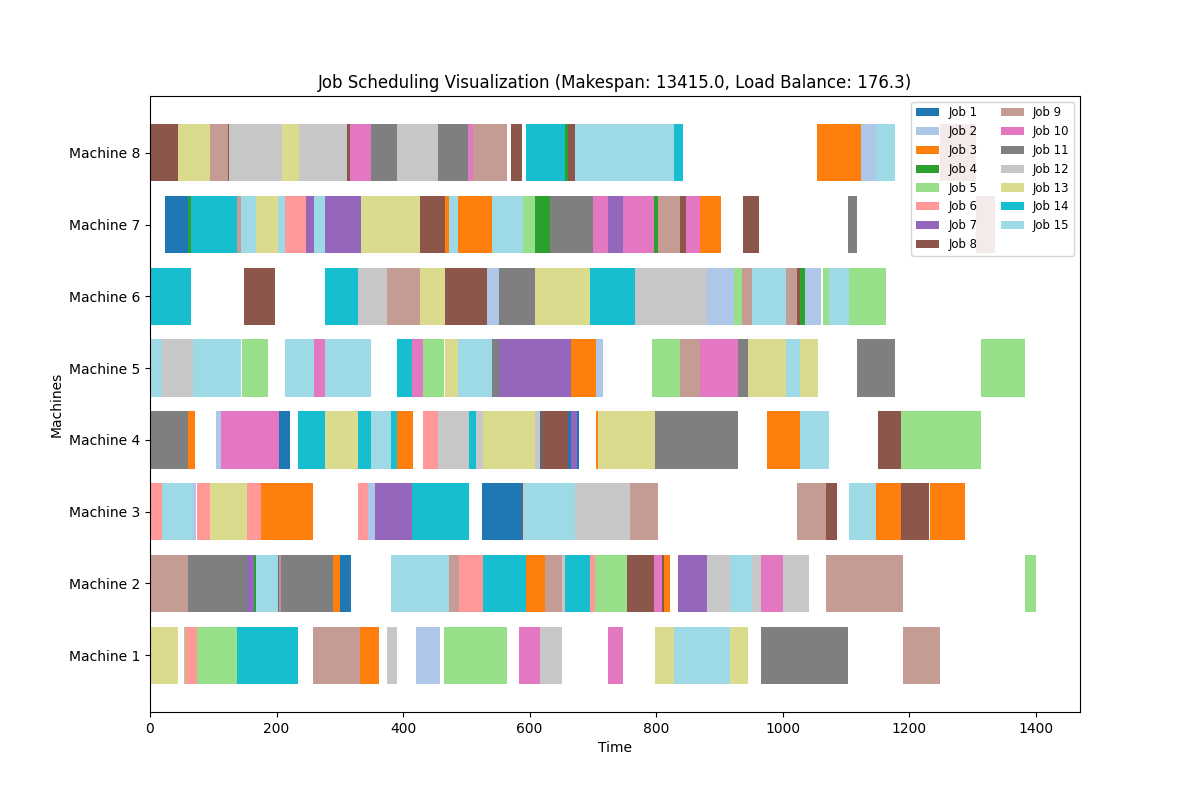 Job Scheduling Visualization (Makespan: 13415.0, Load Balance: 176.3)
Job 1
Job 2
Job 3
Job 4
Job 5
Job 6
Job 7
Job 8
Job 9
Job 10
Job 11
Job 12
Job 13
Job 14
Job 15
Machines
Machine 8
Machine 7
Machine 6
Machine 5
Machine 4
Machine 3
Machine 2
Machine 1
0 200 400 600 800 1000 1200 1400
Time